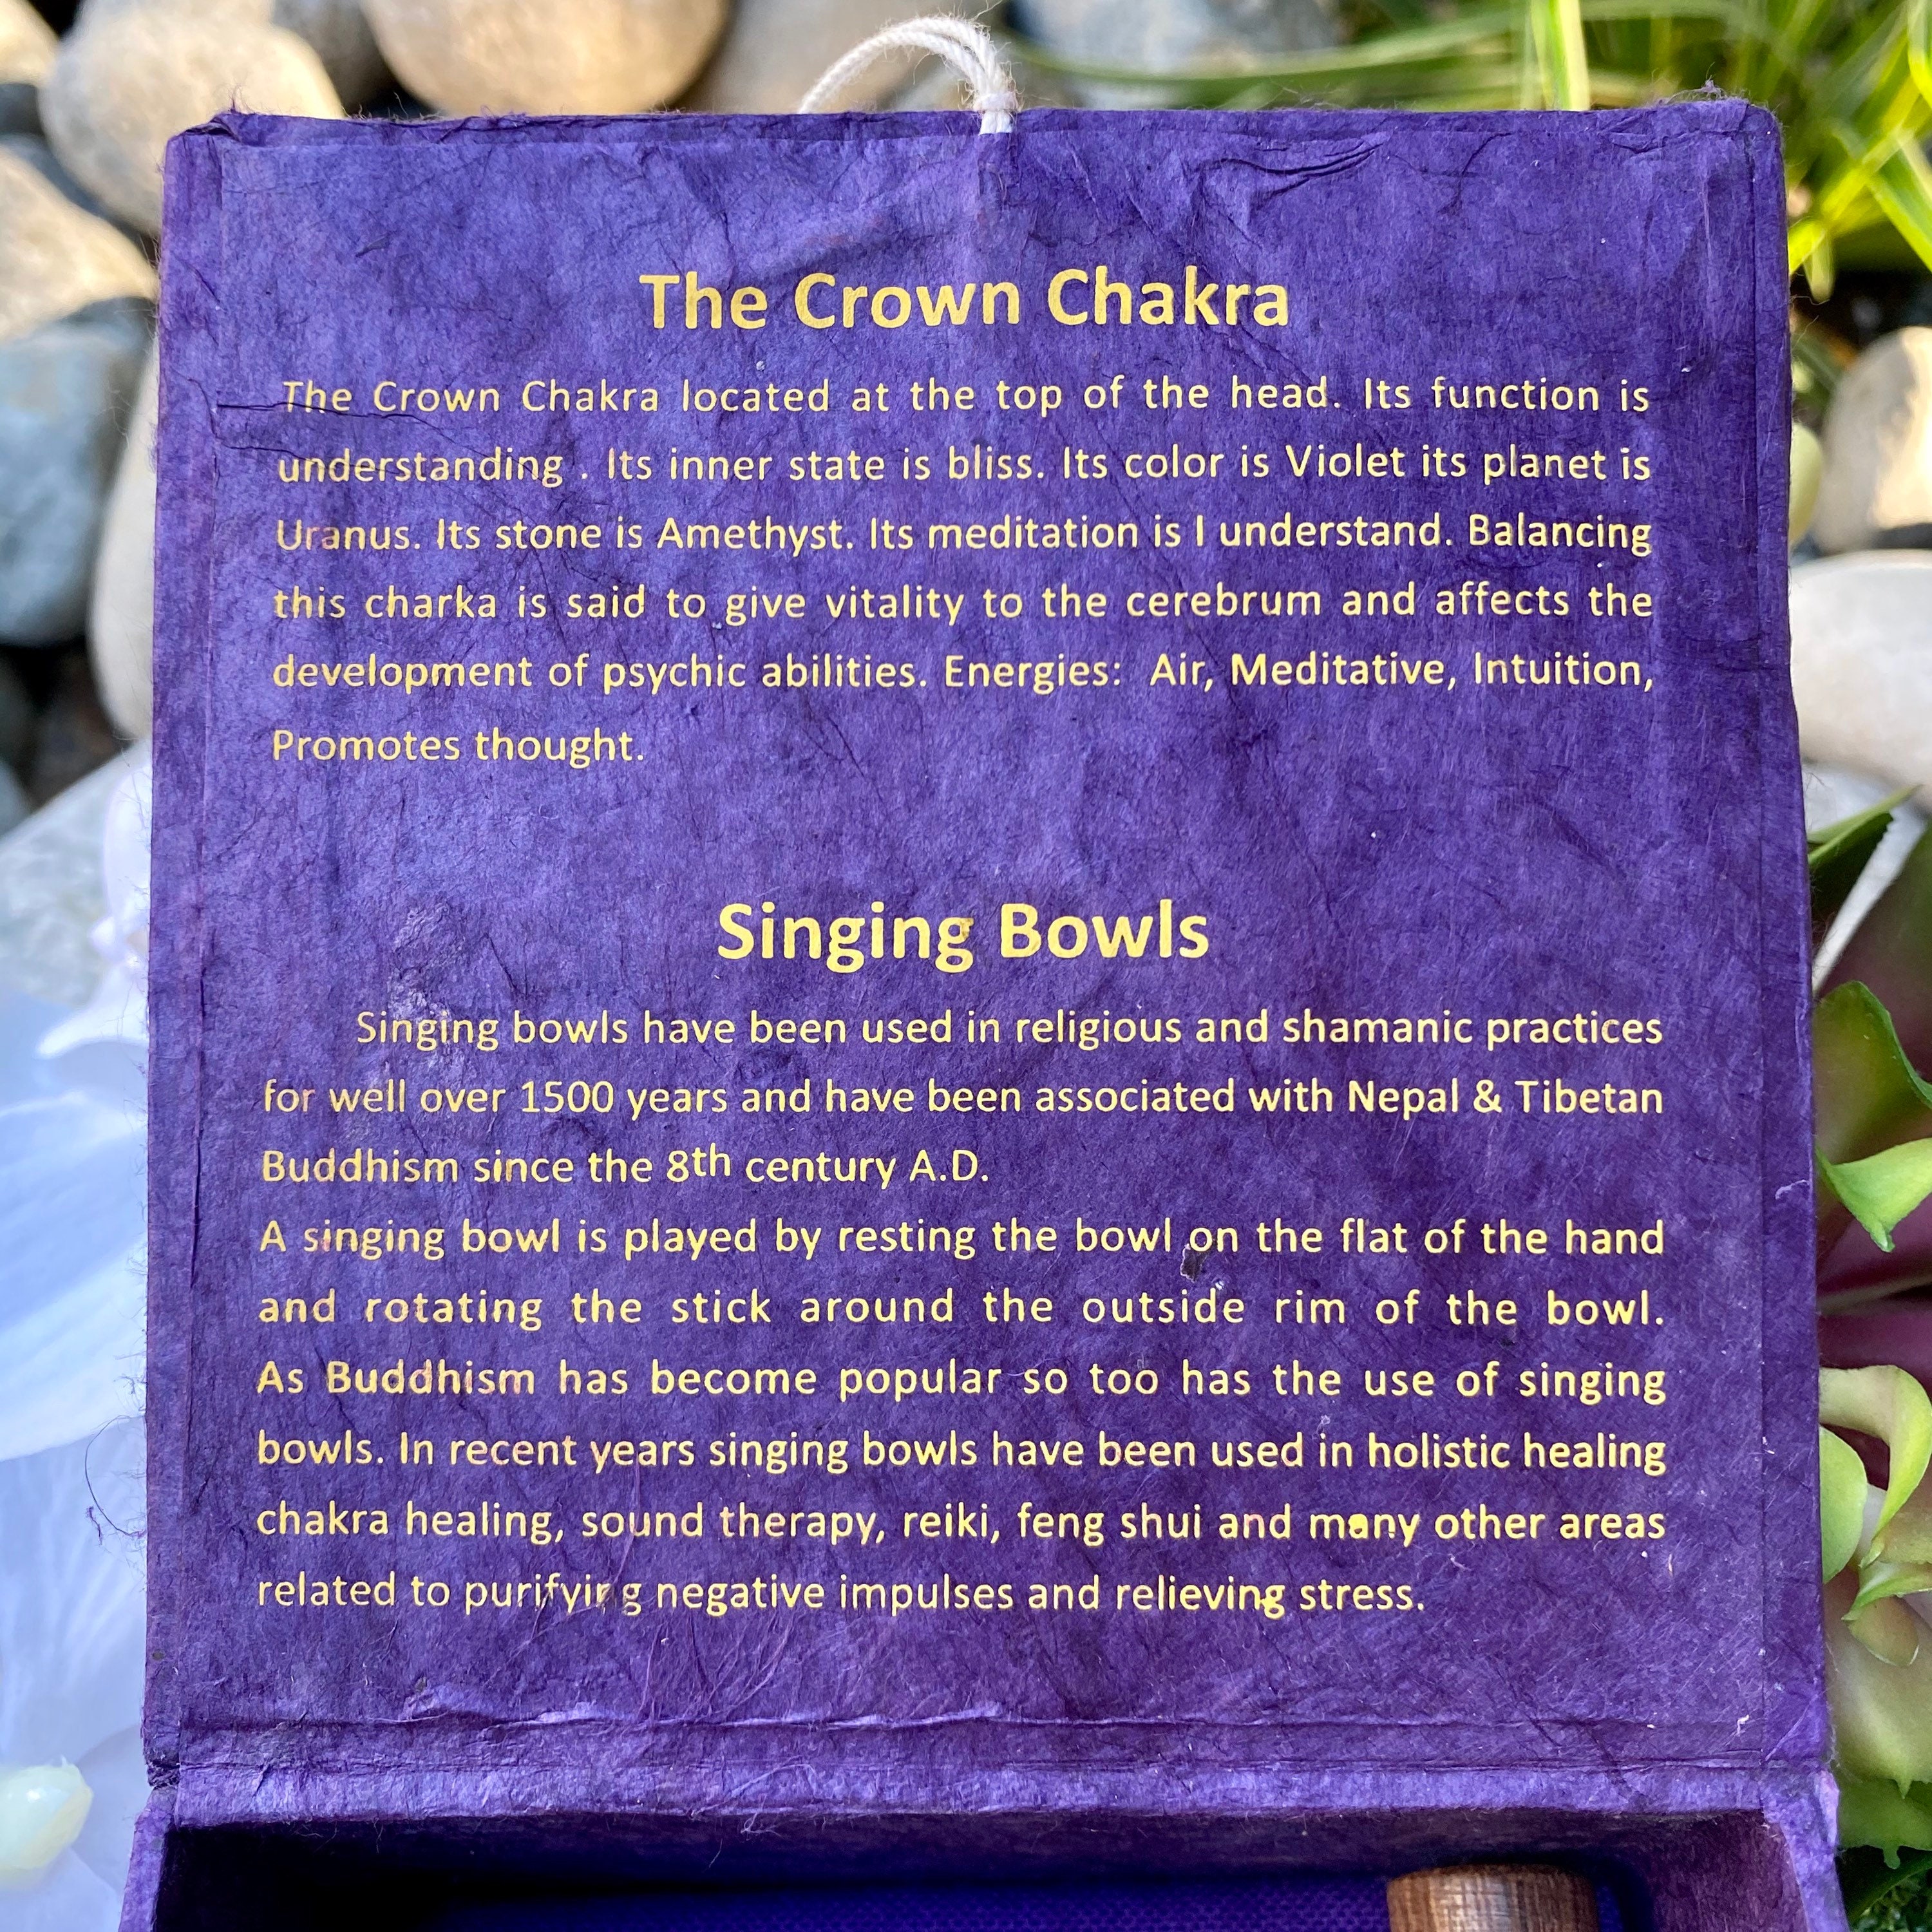 The Crown Chakra
The Crown Chakra located at the top of the head. Its function is
understanding . Its inner state is bliss. Its color is Violet its planet is
Uranus. Its stone is Amethyst. Its meditation is I understand. Balancing
this charka is said to give vitality to the cerebrum and affects the
development of psychic abilities. Energies: Air, Meditative, Intuition,
Promotes thought.
Singing Bowls
Singing bowls have been used in religious and shamanic practices
for well over 1500 years and have been associated with Nepal & Tibetan
Buddhism since the 8th century A.D.
A singing bowl is played by resting the bowl on the flat of the hand
and rotating the stick around the outside rim of the bowl.
As Buddhism has become popular so too has the use of singing
bowls. In recent years singing bowls have been used in holistic healing
chakra healing, sound therapy, reiki, feng shui and many other areas
related to purifying negative impulses and relieving stress.